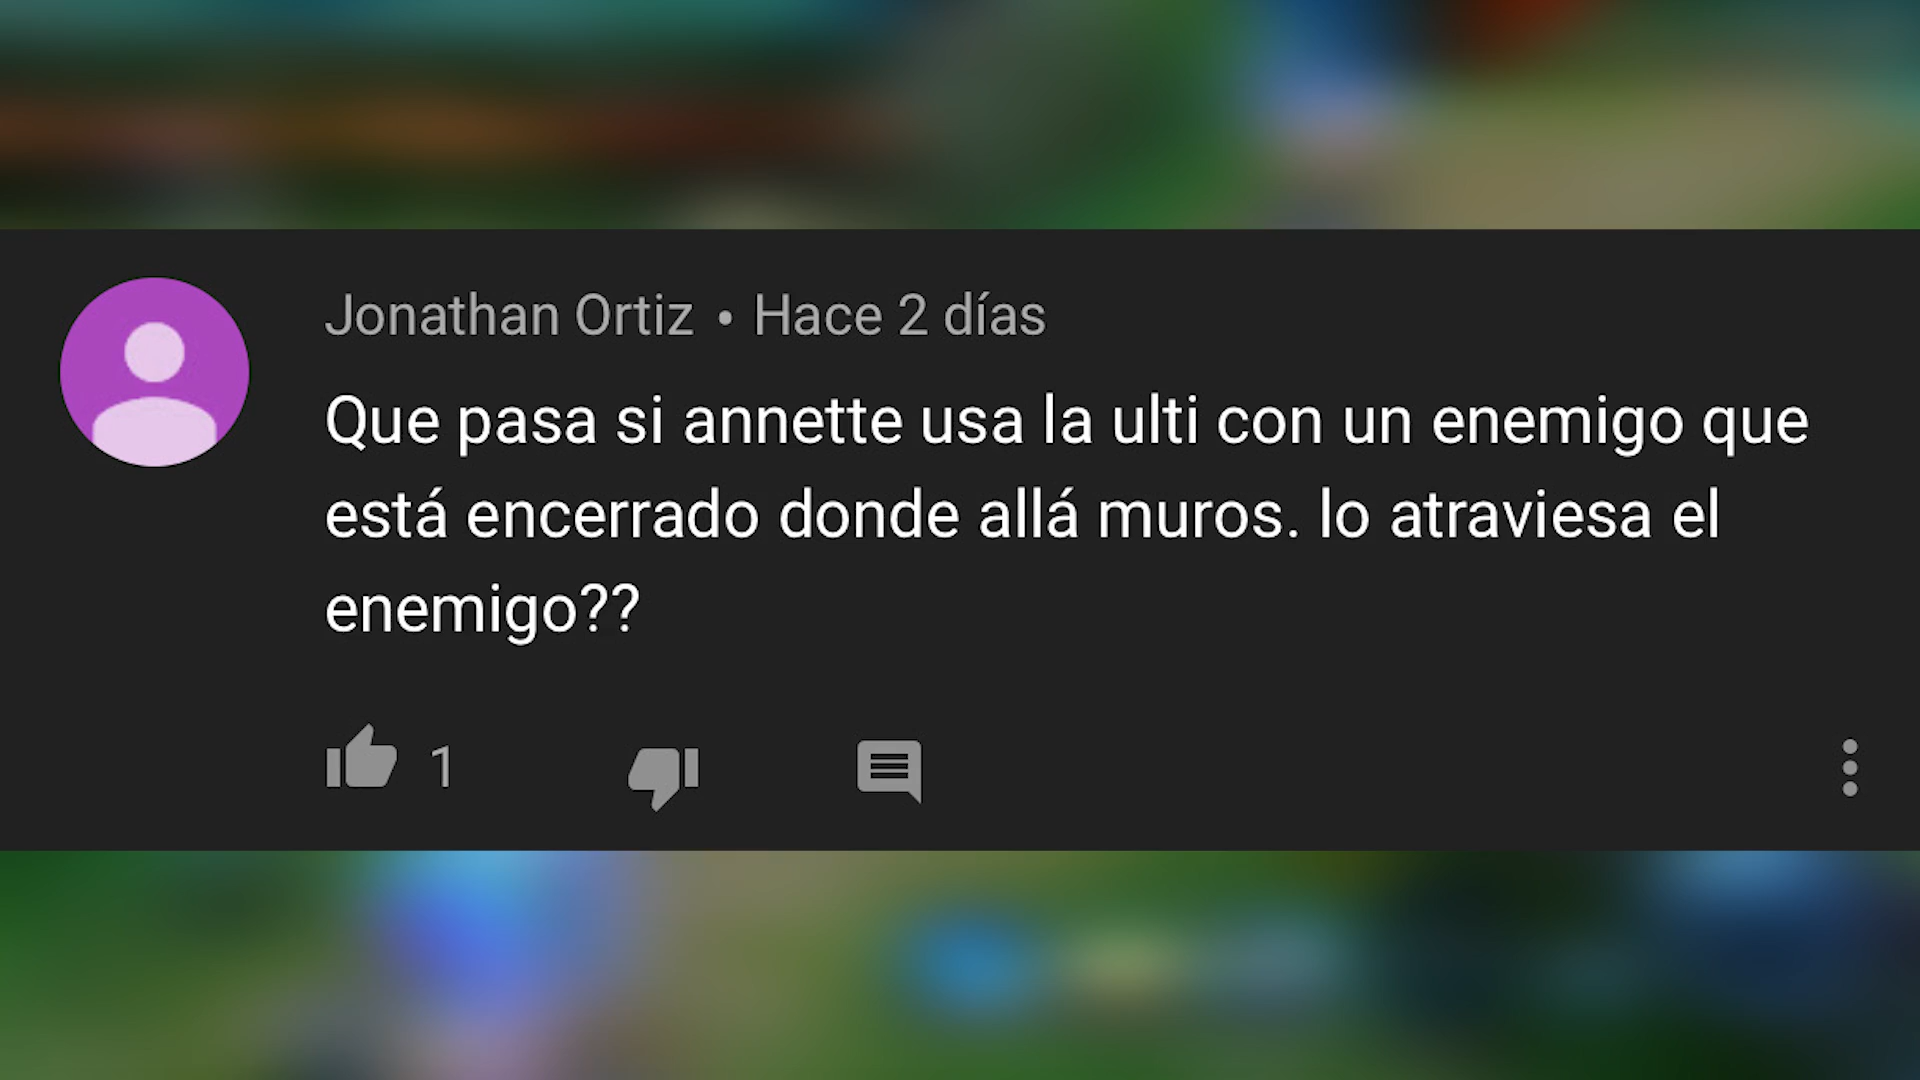 Jonathan Ortiz • Hace 2 días
Que pasa si annette usa la ulti con un enemigo que
está encerrado donde allá muros. lo atraviesa el
enemigo??
1